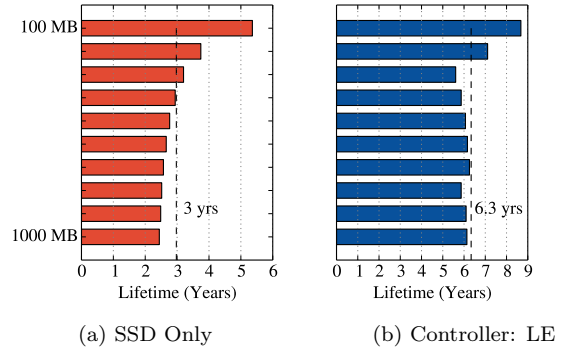 100 MB
1000 MB
3 yrs
0 1 2 3 4 5 6
Lifetime (Years)
(a) SSD Only
6.3 yrs
0 1 2 3 4 5 6 7 8 9
Lifetime (Years)
(b) Controller: LE